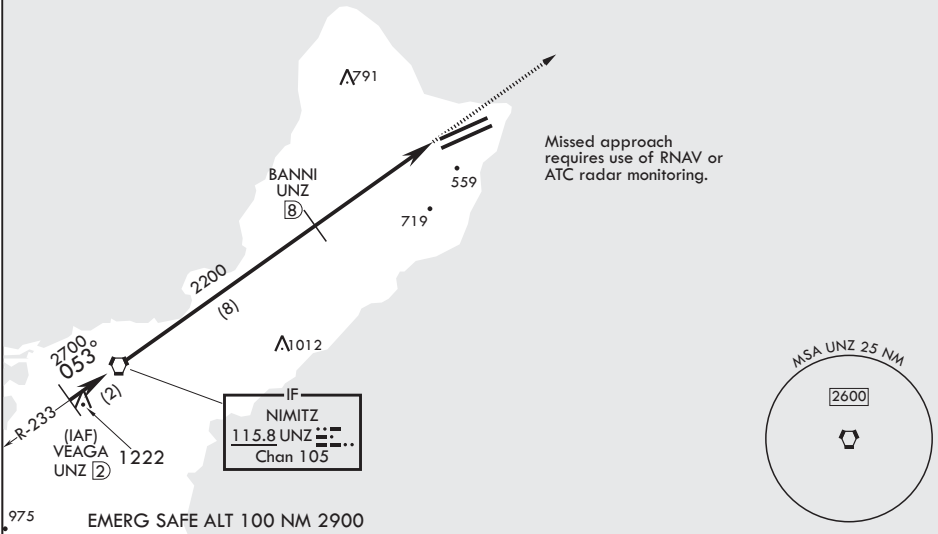 791
Missed approach
requires use of RNAV or
ATC radar monitoring.
BANNI
UNZ
D 8
559
719
2200
(8)
1012
2700
053°
(2)
R-233
(IAF)
VEAGA
UNZ D 2
1222
IF
NIMITZ
115.8 UNZ
Chan 105
MSA UNZ 25 NM
2600
975
EMERG SAFE ALT 100 NM 2900